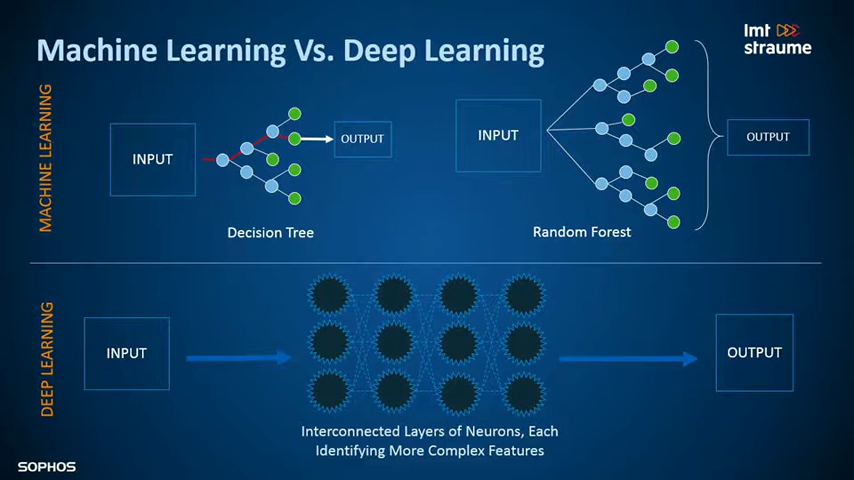 Machine Learning Vs. Deep Learning
lmt
straume
MACHINE LEARNING
INPUT
OUTPUT
Decision Tree
INPUT
OUTPUT
Random Forest
DEEP LEARNING
INPUT
OUTPUT
Interconnected Layers of Neurons, Each
Identifying More Complex Features
SOPHOS